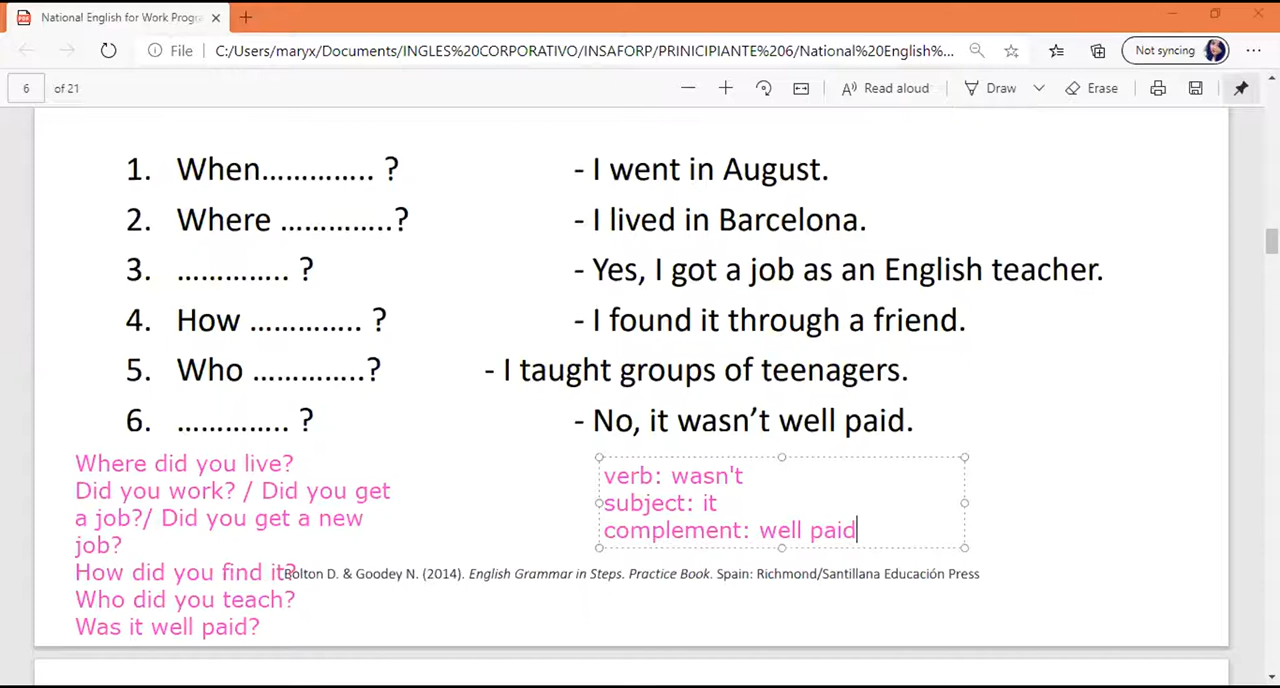 National English for Work Progra
File C:/Users/maryx/Documents/INGLES%20CORPORATIVO/INSAFORP/PRINICIPIANTE%206/National%20English%... Not syncing
6 of 21 Read aloud Draw Erase
1. When………….. ? - I went in August.
2. Where …………..? - I lived in Barcelona.
3. ………….. ? - Yes, I got a job as an English teacher.
4. How ………….. ? - I found it through a friend.
5. Who …………..? - I taught groups of teenagers.
6. ………….. ? - No, it wasn’t well paid.
Where did you live?
Did you work? / Did you get
a job?/ Did you get a new
job?
How did you find it?
Who did you teach?
Was it well paid?
verb: wasn't
subject: it
complement: well paid
Bolton D. & Goodey N. (2014). English Grammar in Steps. Practice Book. Spain: Richmond/Santillana Educación Press